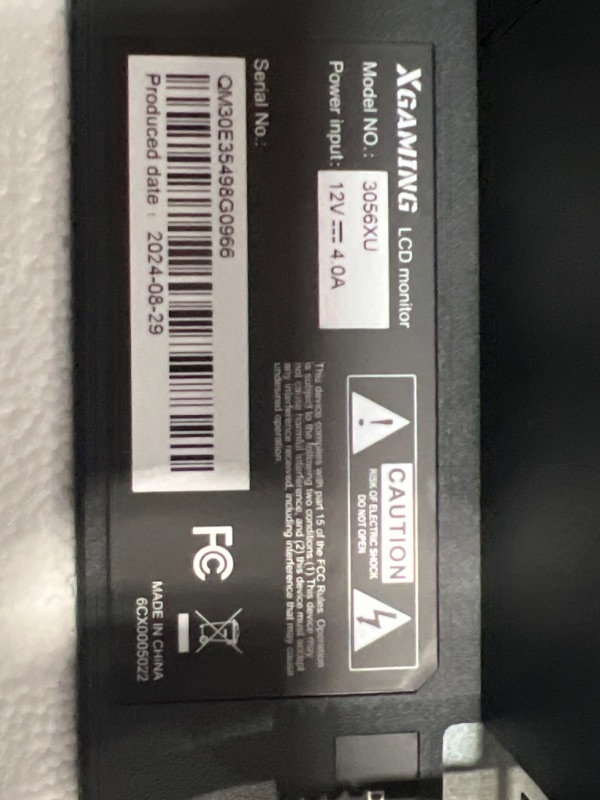 XGAMING LCD monitor
Model NO.: 3056XU
Power input: 12V ⎓ 4.0A
CAUTION
RISK OF ELECTRIC SHOCK
DO NOT OPEN
This device complies with part 15 of the FCC Rules. Operation
is subject to the following two conditions:(1) This device may
not cause harmful interference, and (2) this device must accept
any interference received, including interference that may cause
undesired operation
Serial No.:
QM30E35498G0966
Produced date : 2024-08-29
FC
MADE IN CHINA
6CX0005022